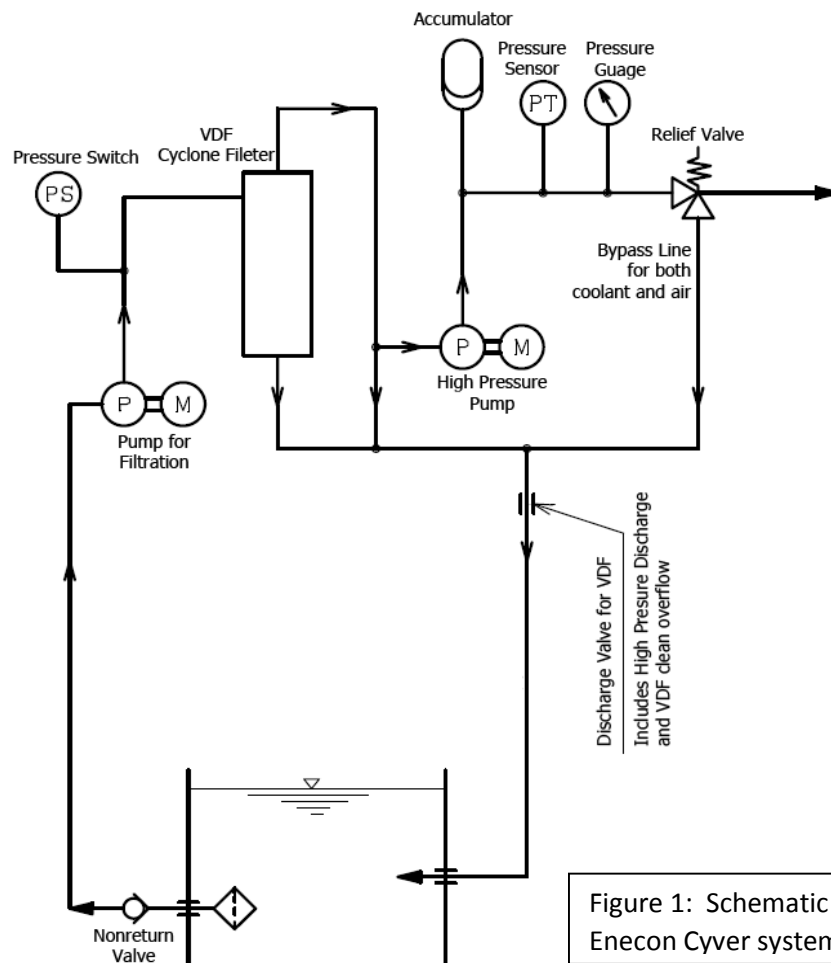 Accumulator
Pressure
Sensor
Pressure
Guage
PT
Relief Valve
VDF
Cyclone Fileter
Pressure Switch
PS
Bypass Line
for both
coolant and air
P
M
High Pressure
Pump
P
M
Pump for
Filtration
Discharge Valve for VDF
Includes High Presure Discharge
and VDF clean overflow
Nonreturn
Valve
Figure 1: Schematic
Enecon Cyver system